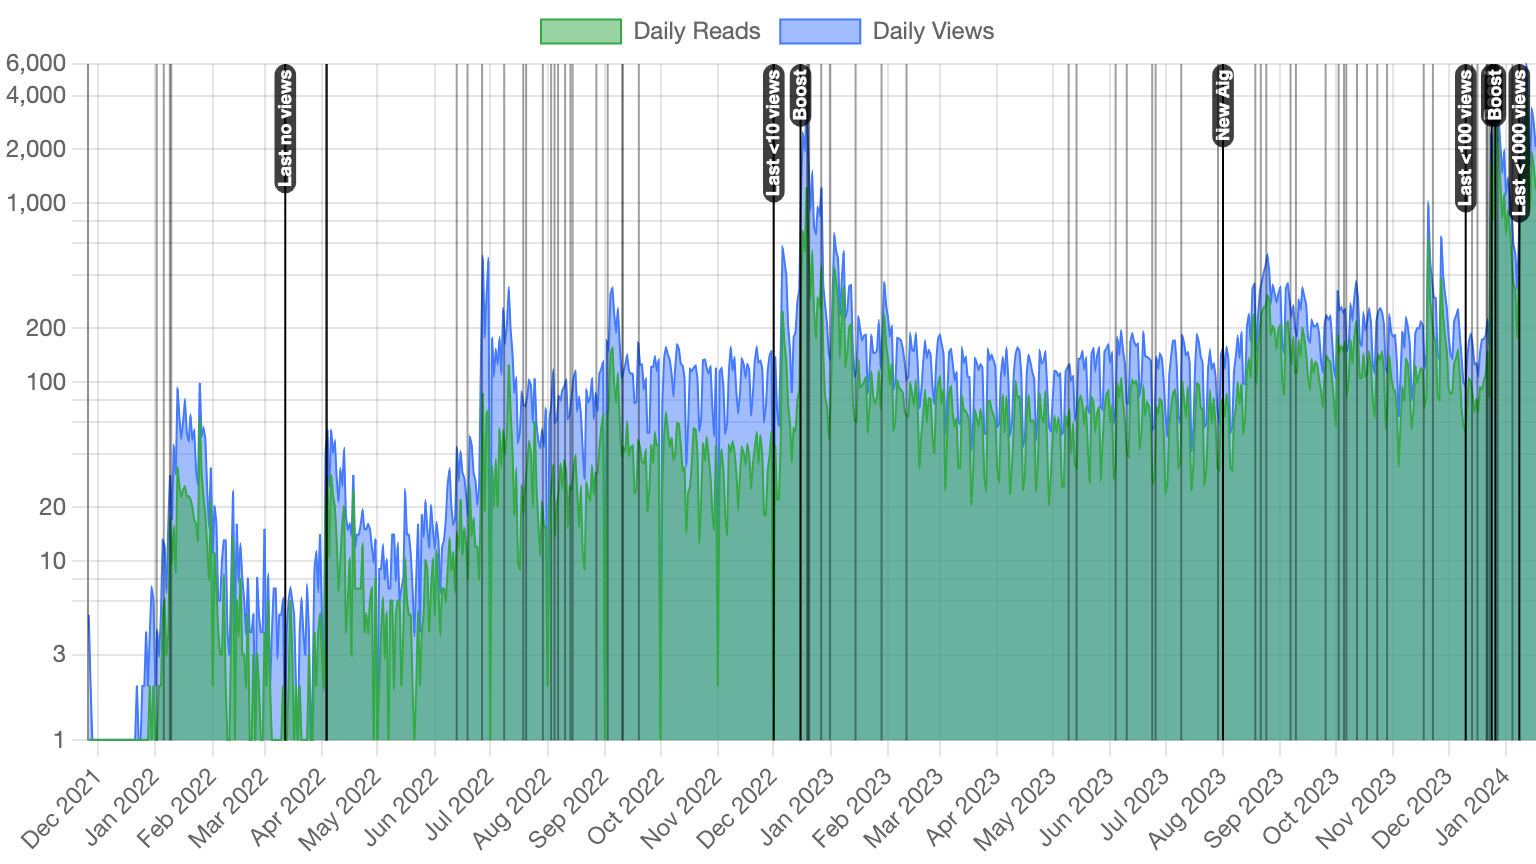 Daily Reads
Daily Views
6,000
4,000
2,000
1,000
200
100
20
10
3
1
Last no views
Last <10 views
Boost
New Alg
Last <100 views
Boost
Last <1000 views
Dec 2021
Jan 2022
Feb 2022
Mar 2022
Apr 2022
May 2022
Jun 2022
Jul 2022
Aug 2022
Sep 2022
Oct 2022
Nov 2022
Dec 2022
Jan 2023
Feb 2023
Mar 2023
Apr 2023
May 2023
Jun 2023
Jul 2023
Aug 2023
Sep 2023
Oct 2023
Nov 2023
Dec 2023
Jan 2024